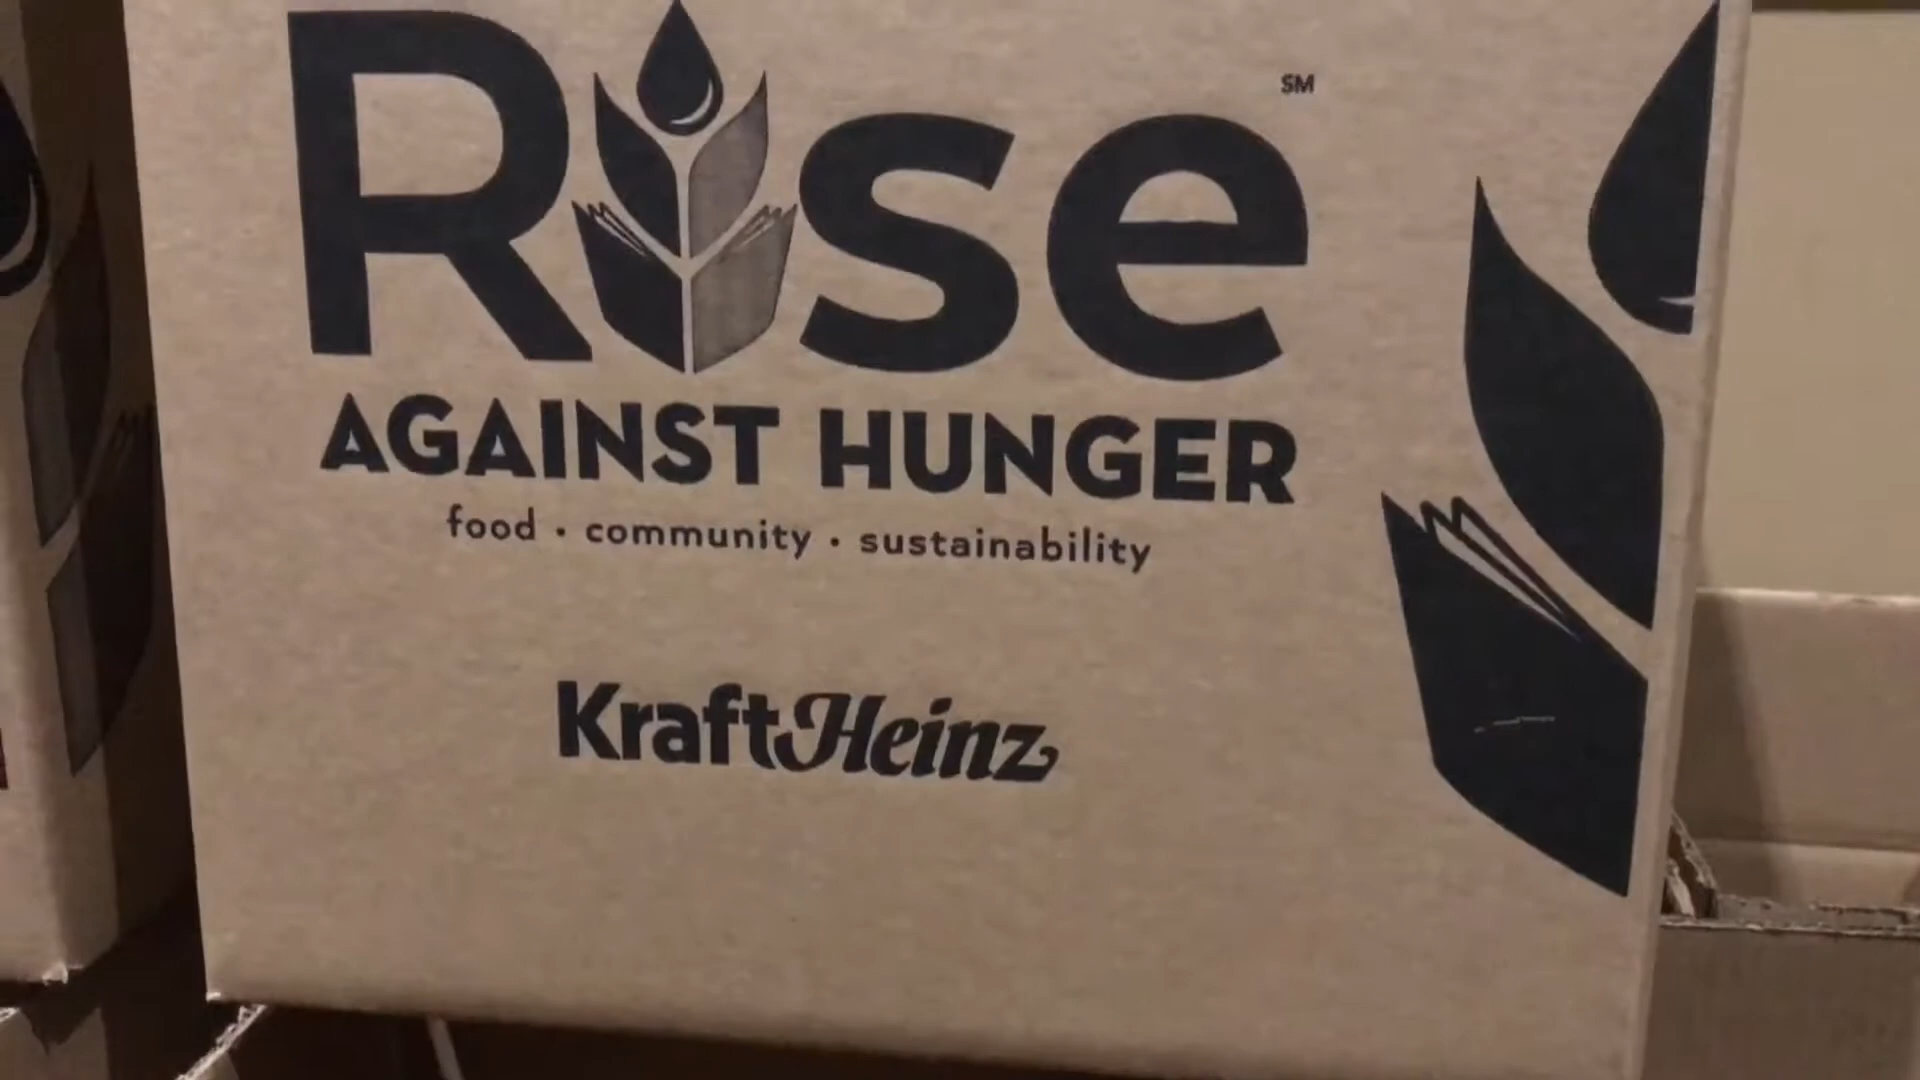 Rise SM
AGAINST HUNGER
food · community · sustainability
KraftHeinz